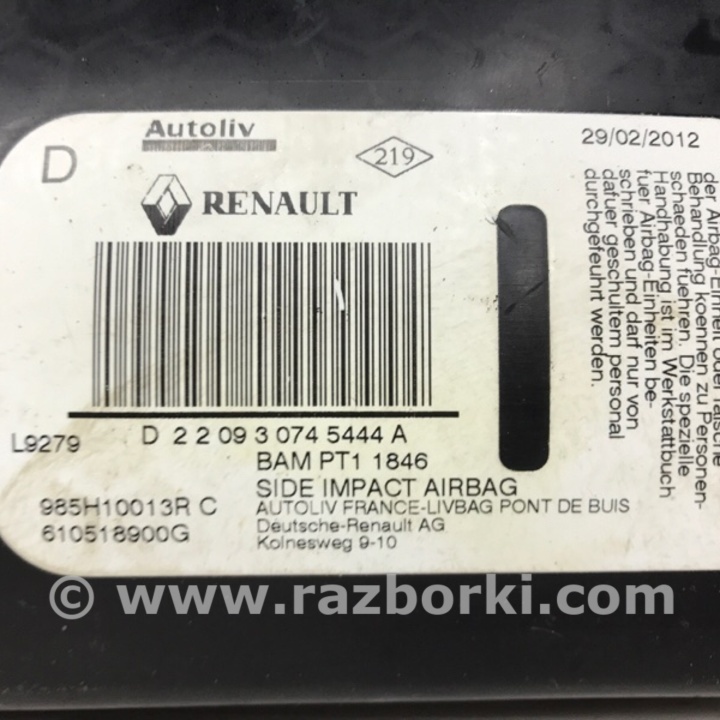 Autoliv
D
219
29/02/2012
RENAULT
D 2 2 09 3 074 5444 A
L9279
BAM PT1 1846
SIDE IMPACT AIRBAG
985H10013R C
AUTOLIV FRANCE-LIVBAG PONT DE BUIS
610518900G
Deutsche-Renault AG
Kolnesweg 9-10
der Airbag-Einheit
Behandlung koennen zu Personen-
schaeden fuehren. Die spezielle
Handhabung ist im Werkstattbuch
fuer Airbag-Einheiten be-
schrieben und darf nur von
dafuer geschultem personal
durchgefeuhrt werden.
© www.razborki.com